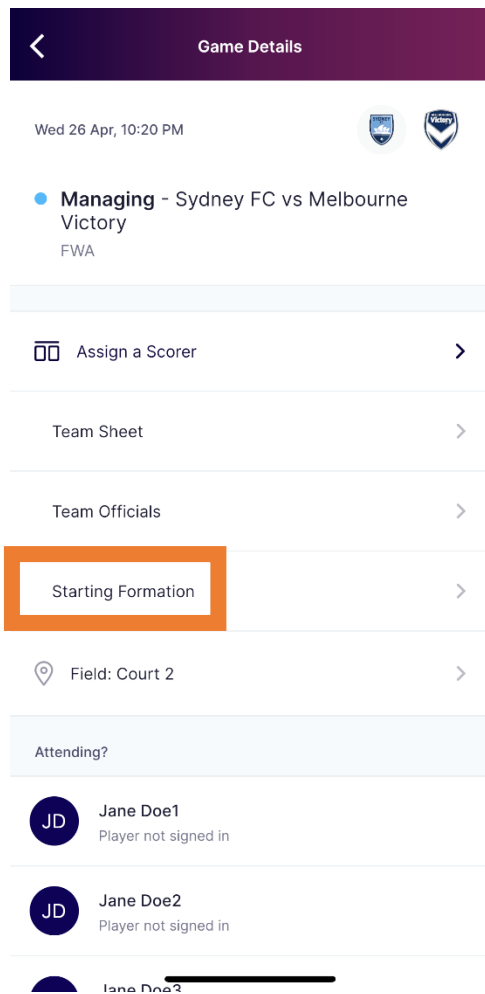 Game Details
Wed 26 Apr, 10:20 PM
SYDNEY
Victory
Managing - Sydney FC vs Melbourne
Victory
FWA
Assign a Scorer
Team Sheet
Team Officials
Starting Formation
Field: Court 2
Attending?
JD
Jane Doe1
Player not signed in
JD
Jane Doe2
Player not signed in
Jane Doe3